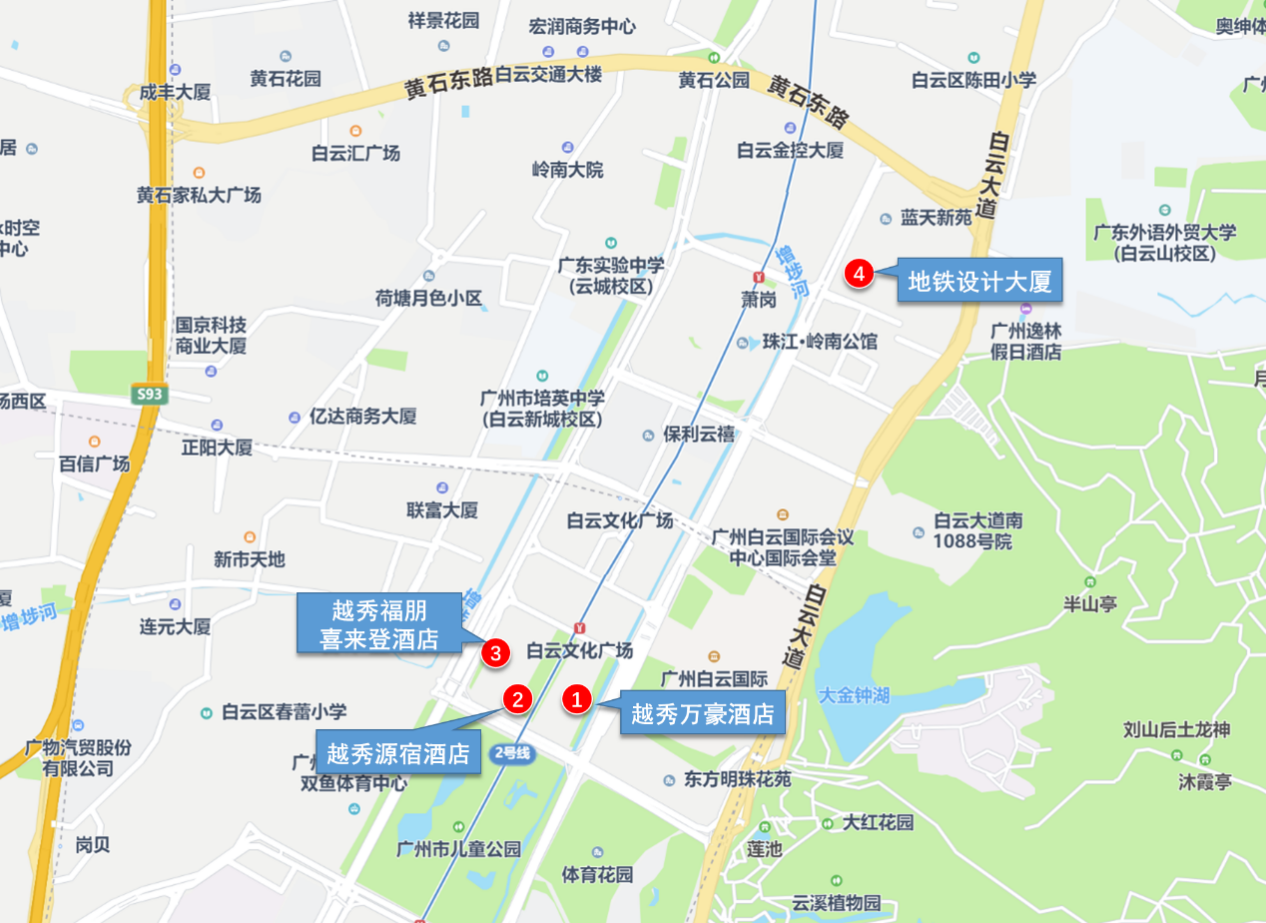 祥景花园
宏润商务中心
奥绅体
黄石花园
白云交通大楼
黄石公园
白云区陈田小学
成丰大厦
黄石东路
黄石东路
白云大道
居
白云汇广场
岭南大院
白云金控大厦
黄石家私大广场
蓝天新苑
时空
中心
广东外语外贸大学
(白云山校区)
广东实验中学
(云城校区)
增埗河
4
地铁设计大厦
荷塘月色小区
萧岗
国京科技
商业大厦
珠江·岭南公馆
广州逸林
假日酒店
S93
场西区
广州市培英中学
(白云新城校区)
亿达商务大厦
保利云禧
正阳大厦
百信广场
联富大厦
白云文化广场
广州白云国际会议
中心国际会堂
白云大道南
1088号院
新市天地
半山亭
白云大道
增埗河
连元大厦
越秀福朋
喜来登酒店
3
白云文化广场
广州白云国际
大金钟湖
2
1
越秀万豪酒店
白云区春蕾小学
越秀源宿酒店
2号线
刘山后土龙神
广物汽贸股份
有限公司
双鱼体育中心
东方明珠花苑
沐霞亭
岗贝
广州市儿童公园
莲池
大红花园
体育花园
云溪植物园